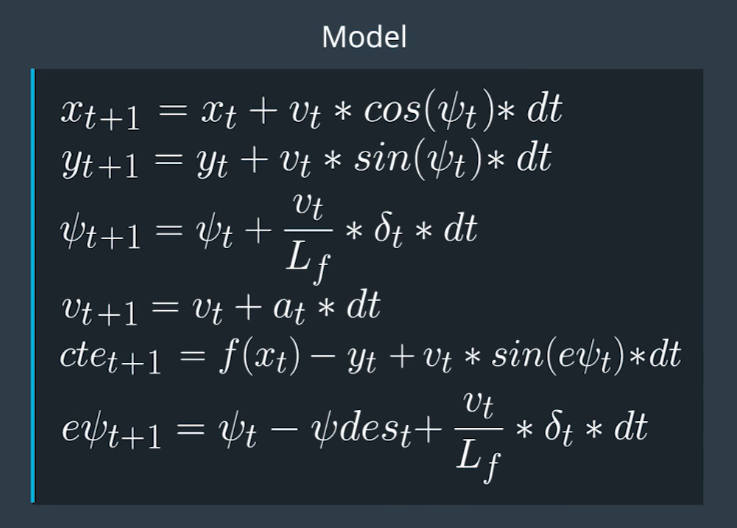 Model
x_{t+1} = x_t + v_t * cos(ψ_t) * dt
y_{t+1} = y_t + v_t * sin(ψ_t) * dt
ψ_{t+1} = ψ_t + \frac{v_t}{L_f} * δ_t * dt
v_{t+1} = v_t + a_t * dt
cte_{t+1} = f(x_t) − y_t + v_t * sin(eψ_t) * dt
eψ_{t+1} = ψ_t − ψdes_t + \frac{v_t}{L_f} * δ_t * dt